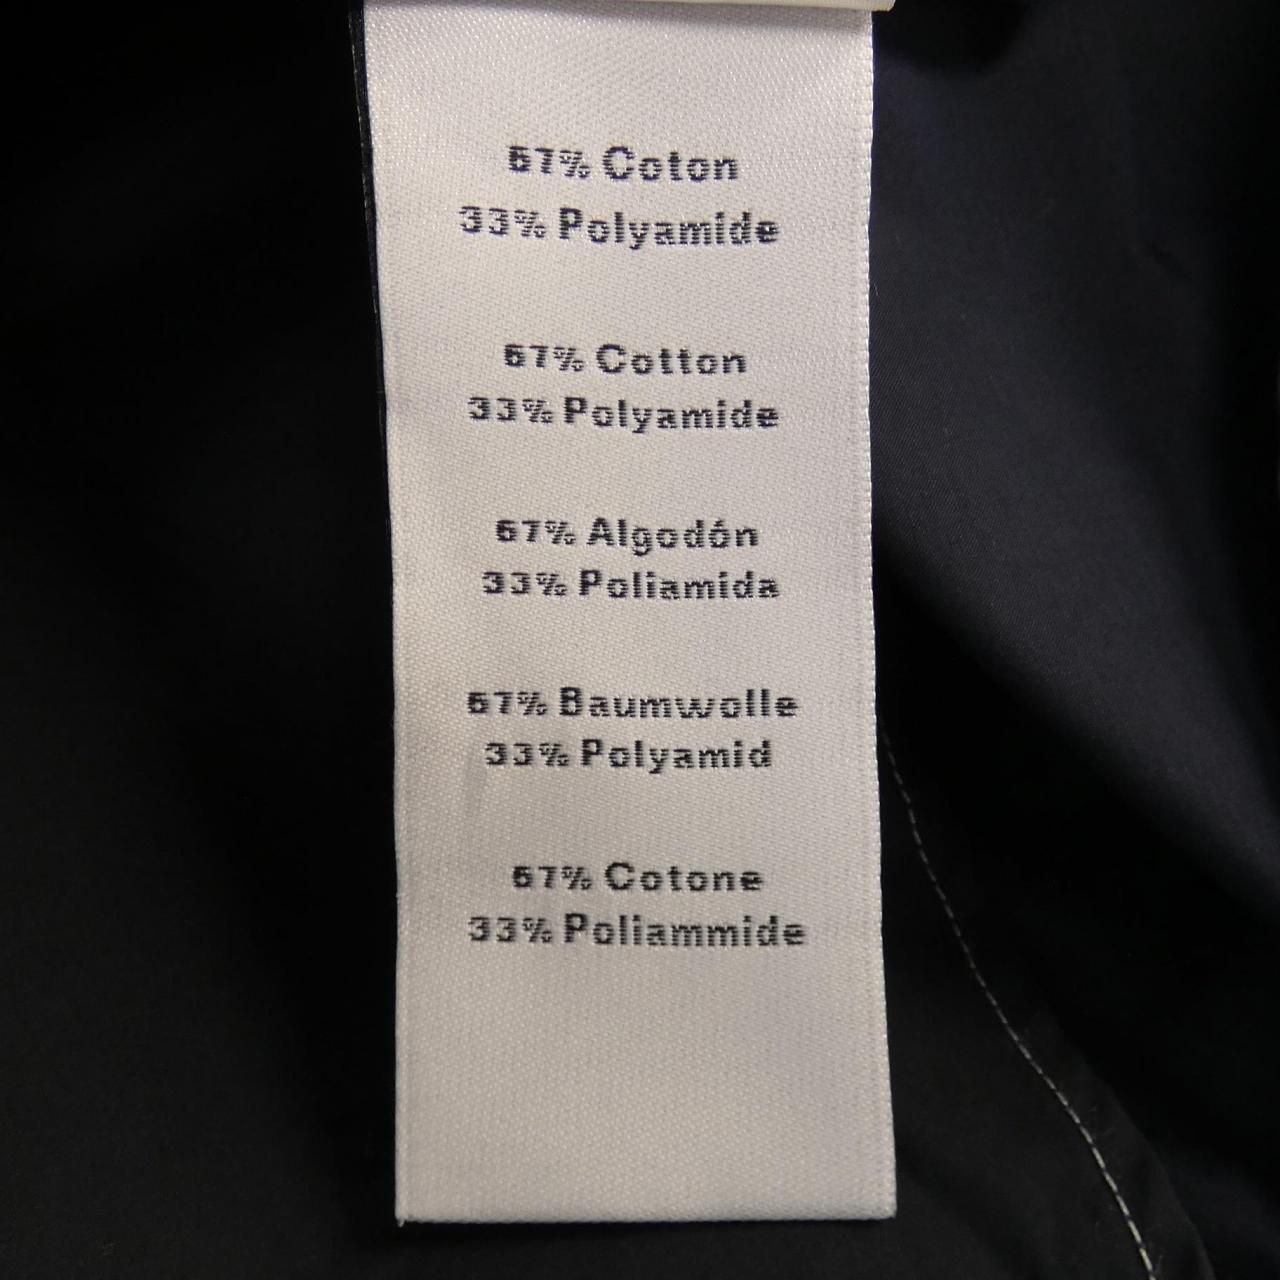 67% Coton
33% Polyamide
67% Cotton
33% Polyamide
67% Algodón
33% Poliamida
67% Baumwolle
33% Polyamid
67% Cotone
33% Poliammide